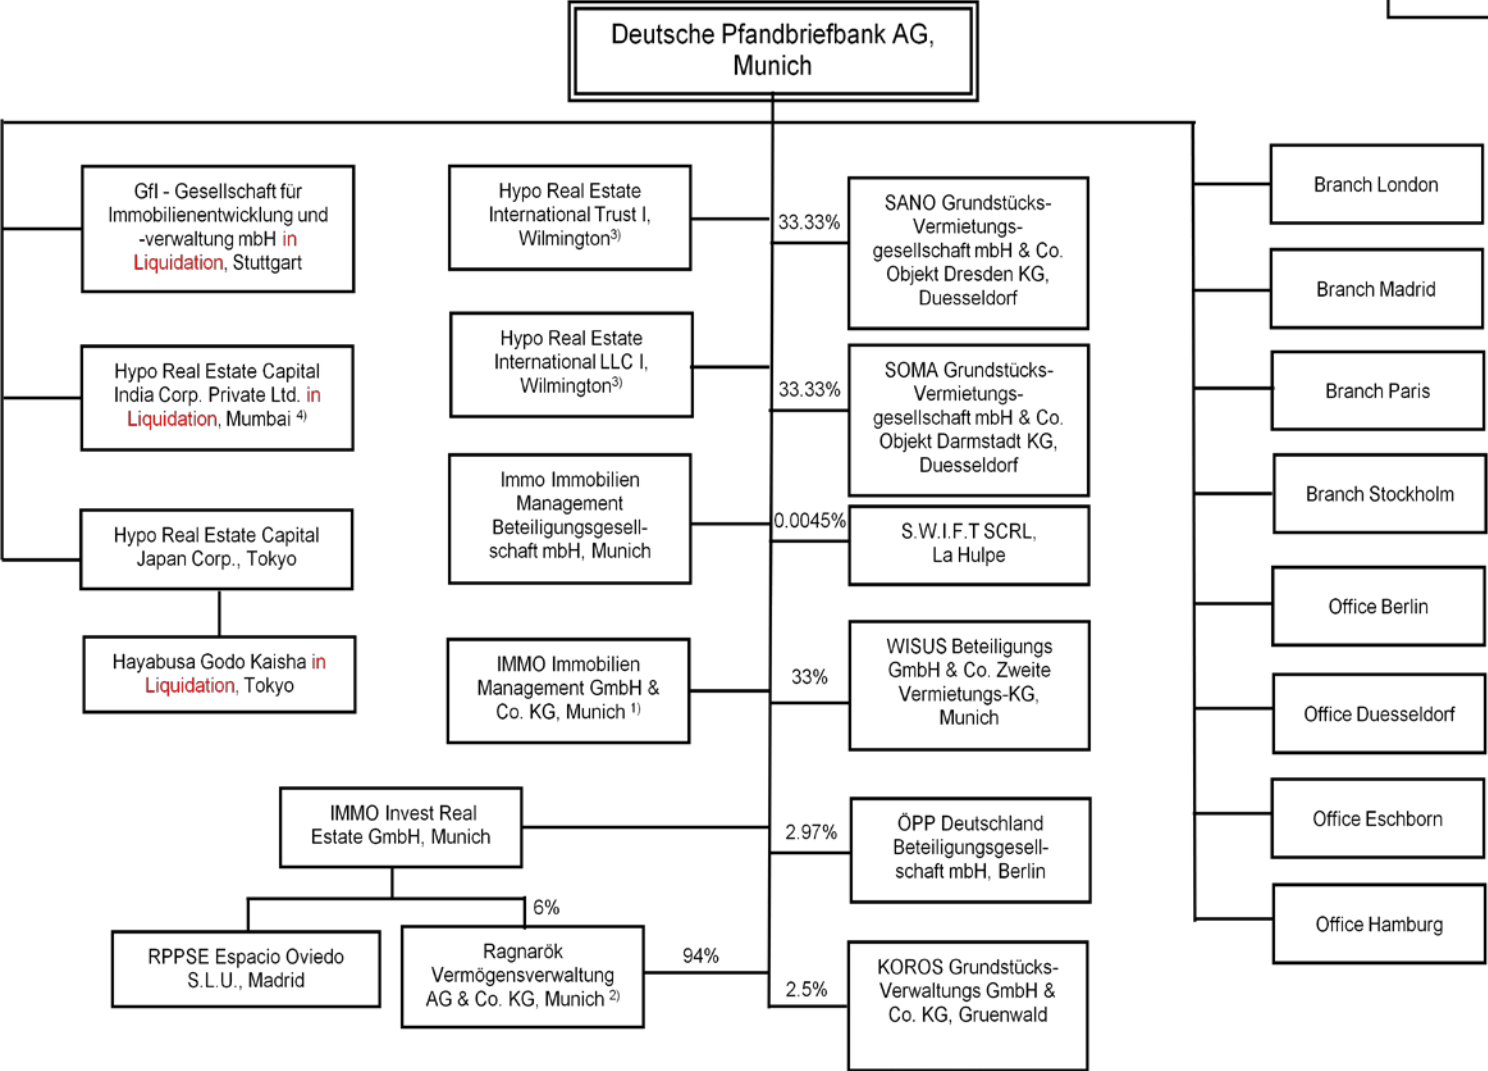 Deutsche Pfandbriefbank AG,
Munich
GfI - Gesellschaft für
Immobilienentwicklung und
-verwaltung mbH in
Liquidation, Stuttgart
Hypo Real Estate Capital
India Corp. Private Ltd. in
Liquidation, Mumbai 4)
Hypo Real Estate Capital
Japan Corp., Tokyo
Hayabusa Godo Kaisha in
Liquidation, Tokyo
Hypo Real Estate
International Trust I,
Wilmington3)
Hypo Real Estate
International LLC I,
Wilmington3)
Immo Immobilien
Management
Beteiligungsgesell-
schaft mbH, Munich
IMMO Immobilien
Management GmbH &
Co. KG, Munich 1)
IMMO Invest Real
Estate GmbH, Munich
6%
RPPSE Espacio Oviedo
S.L.U., Madrid
Ragnarök
Vermögensverwaltung
AG & Co. KG, Munich 2)
94%
33.33%
SANO Grundstücks-
Vermietungs-
gesellschaft mbH & Co.
Objekt Dresden KG,
Duesseldorf
33.33%
SOMA Grundstücks-
Vermietungs-
gesellschaft mbH & Co.
Objekt Darmstadt KG,
Duesseldorf
0.0045%
S.W.I.F.T SCRL,
La Hulpe
33%
WISUS Beteiligungs
GmbH & Co. Zweite
Vermietungs-KG,
Munich
2.97%
ÖPP Deutschland
Beteiligungsgesell-
schaft mbH, Berlin
2.5%
KOROS Grundstücks-
Verwaltungs GmbH &
Co. KG, Gruenwald
Branch London
Branch Madrid
Branch Paris
Branch Stockholm
Office Berlin
Office Duesseldorf
Office Eschborn
Office Hamburg